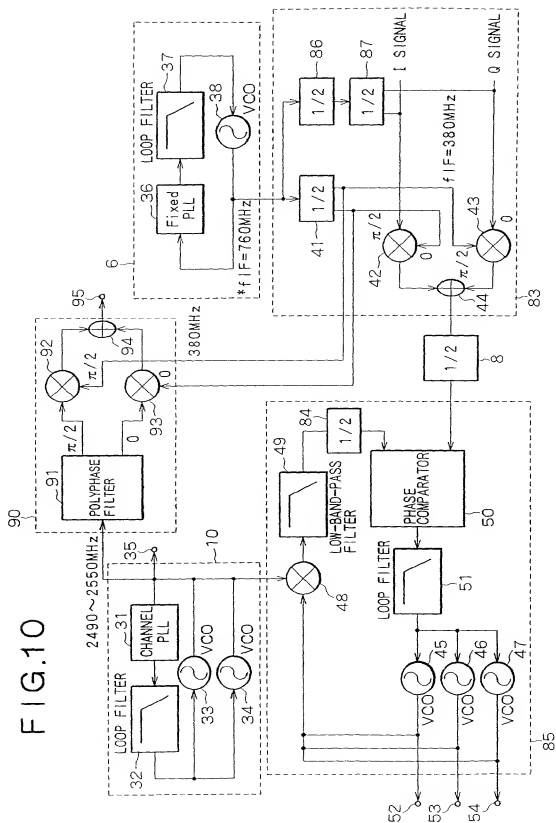 FIG.10
90
91
POLYPHASE FILTER
π/2
0
92
93
π/2
0
94
95
380MHz
2490~2550MHz
35
10
31
CHANNEL PLL
LOOP FILTER
32
33
VCO
34
VCO
6
36
Fixed PLL
LOOP FILTER
37
38
VCO
*fIF=760MHz
86
1/2
87
1/2
41
1/2
I SIGNAL
Q SIGNAL
fIF=380MHz
π/2
42
0
43
0
π/2
44
83
1/2
8
49
LOW-BAND-PASS FILTER
84
1/2
48
PHASE COMPARATOR
50
LOOP FILTER
51
45
46
47
VCO
VCO
VCO
85
52
53
54